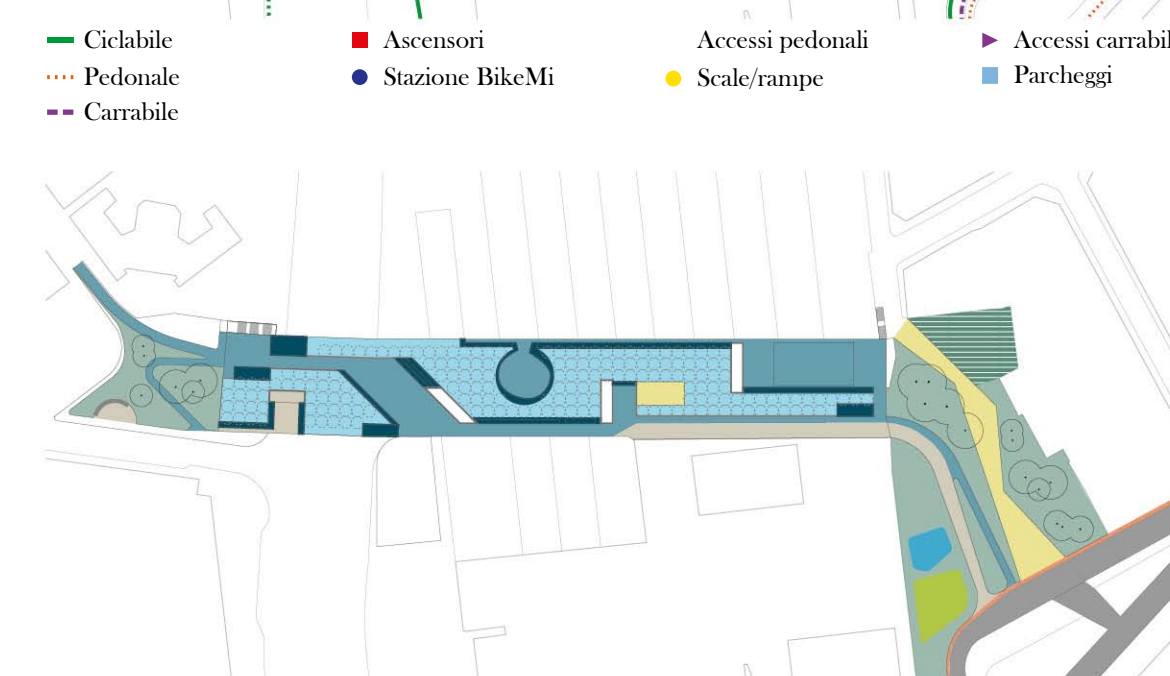 Ciclabile
Pedonale
Carrabile
Ascensori
Stazione BikeMi
Accessi pedonali
Scale/rampe
Accessi carrabil
Parcheggi